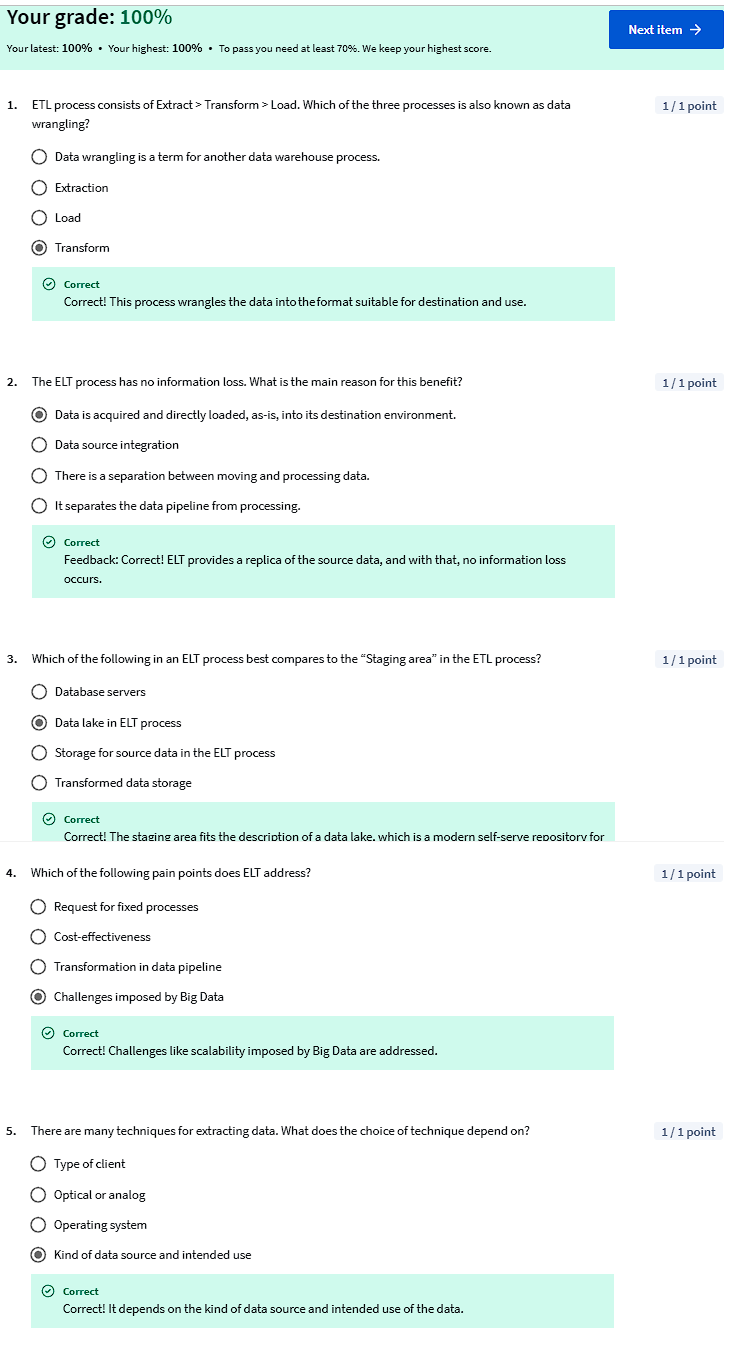 Your grade: 100%
Next item →
Your latest: 100% • Your highest: 100% • To pass you need at least 70%. We keep your highest score.
1. ETL process consists of Extract > Transform > Load. Which of the three processes is also known as data
wrangling?
1 / 1 point
Data wrangling is a term for another data warehouse process.
Extraction
Load
Transform
Correct
Correct! This process wrangles the data into the format suitable for destination and use.
2. The ELT process has no information loss. What is the main reason for this benefit?
1 / 1 point
Data is acquired and directly loaded, as-is, into its destination environment.
Data source integration
There is a separation between moving and processing data.
It separates the data pipeline from processing.
Correct
Feedback: Correct! ELT provides a replica of the source data, and with that, no information loss
occurs.
3. Which of the following in an ELT process best compares to the “Staging area” in the ETL process?
1 / 1 point
Database servers
Data lake in ELT process
Storage for source data in the ELT process
Transformed data storage
Correct
Correct! The staging area fits the description of a data lake, which is a modern self-serve repository for
4. Which of the following pain points does ELT address?
1 / 1 point
Request for fixed processes
Cost-effectiveness
Transformation in data pipeline
Challenges imposed by Big Data
Correct
Correct! Challenges like scalability imposed by Big Data are addressed.
5. There are many techniques for extracting data. What does the choice of technique depend on?
1 / 1 point
Type of client
Optical or analog
Operating system
Kind of data source and intended use
Correct
Correct! It depends on the kind of data source and intended use of the data.